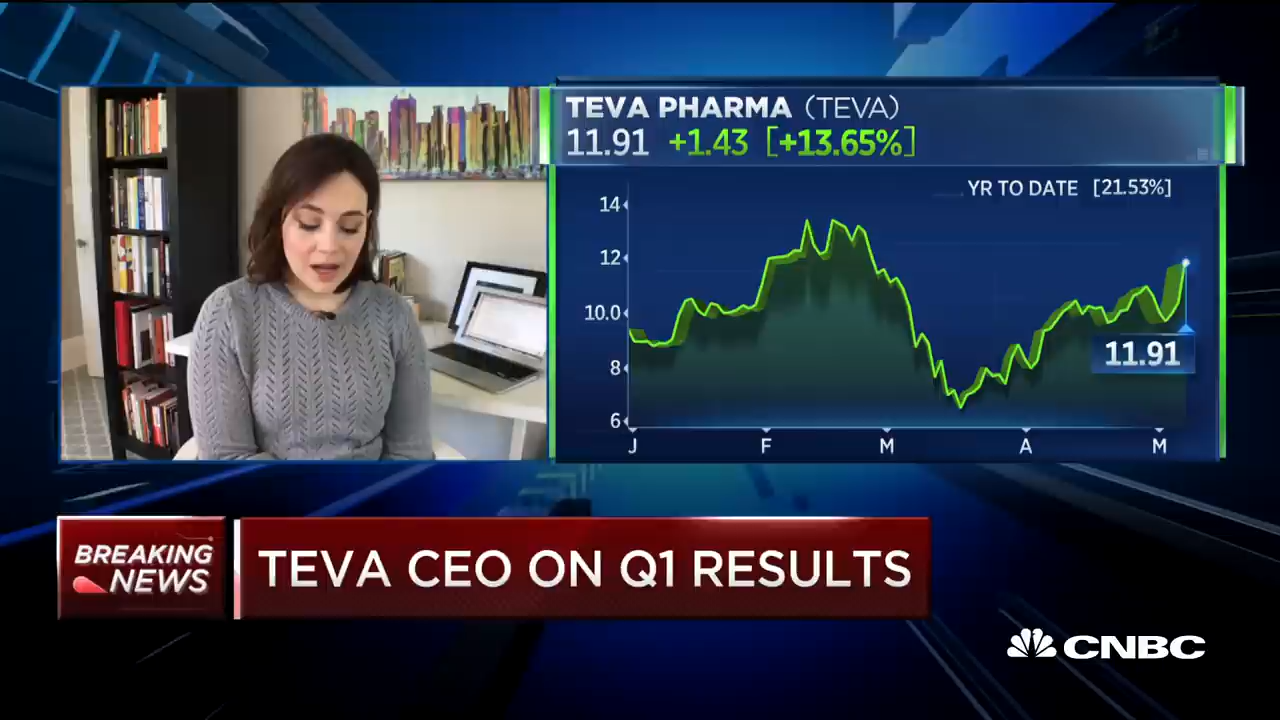 TEVA PHARMA (TEVA)
11.91 +1.43 [+13.65%]
YR TO DATE [21.53%]
14
12
10.0
8
6
11.91
J F M A M
BREAKING
NEWS
TEVA CEO ON Q1 RESULTS
CNBC